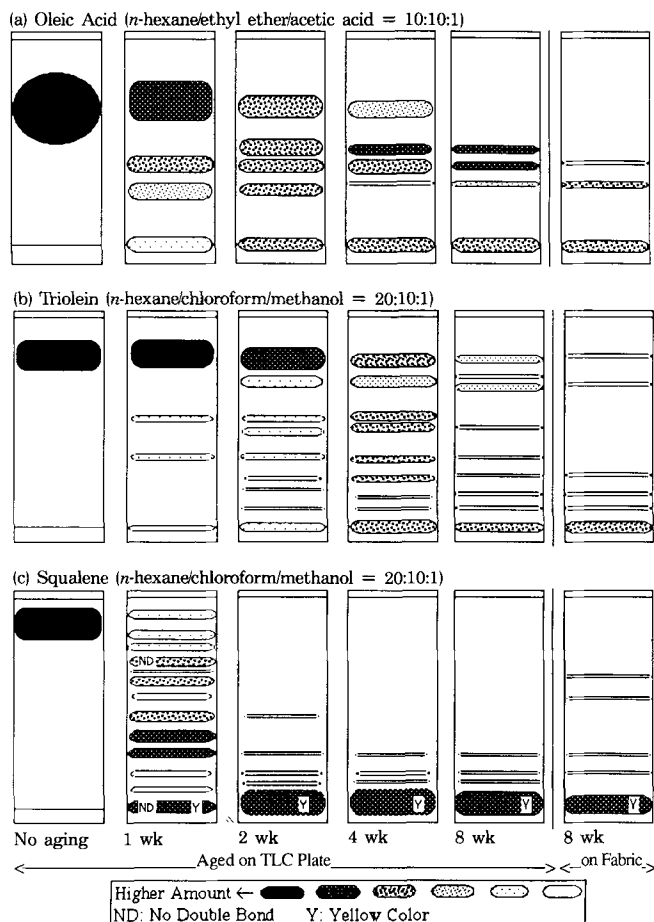 (a) Oleic Acid (n-hexane/ethyl ether/acetic acid = 10:10:1)
(b) Triolein (n-hexane/chloroform/methanol = 20:10:1)
(c) Squalene (n-hexane/chloroform/methanol = 20:10:1)
ND
ND Y
Y
Y
Y
Y
No aging 1 wk 2 wk 4 wk 8 wk 8 wk
Aged on TLC Plate on Fabric
Higher Amount ←
ND: No Double Bond Y: Yellow Color